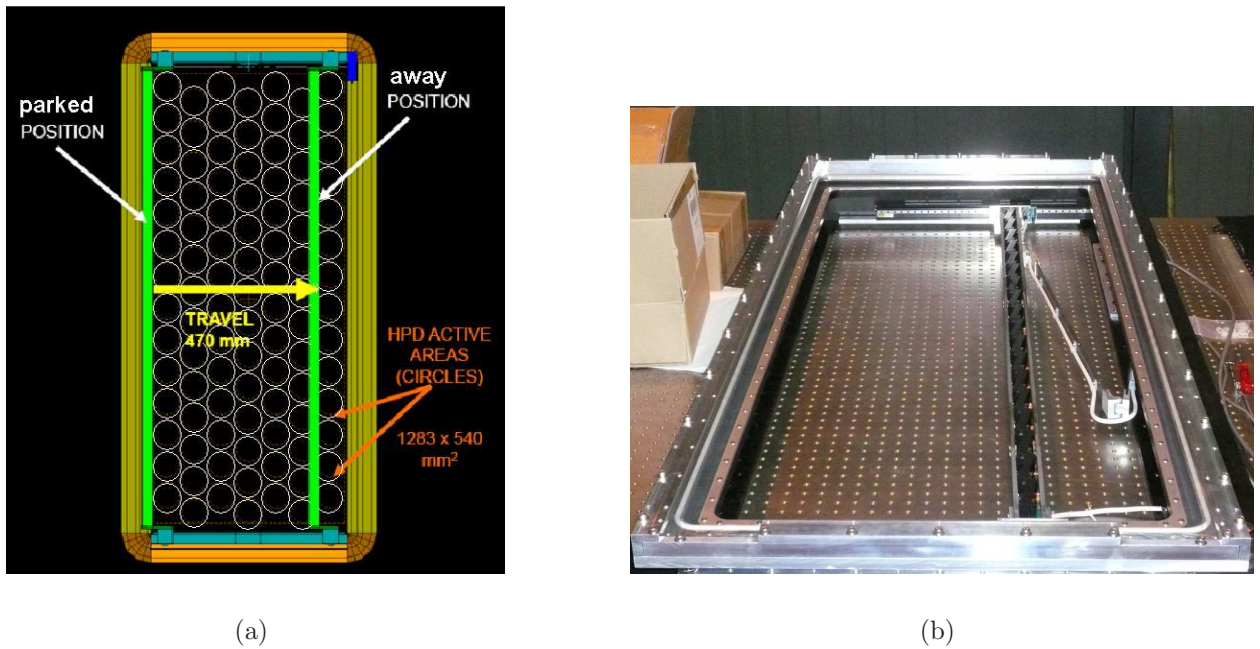 parked
POSITION
away
POSITION
TRAVEL
470 mm
HPD ACTIVE
AREAS
(CIRCLES)
1283 x 540
mm²
(a)
(b)